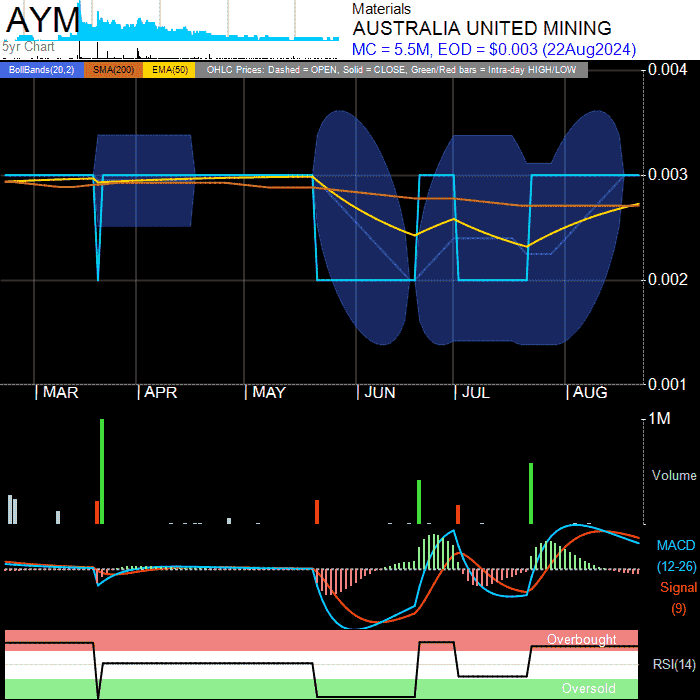 AYM
5yr Chart
Materials
AUSTRALIA UNITED MINING
MC = 5.5M, EOD = $0.003 (22Aug2024)
BollBands(20,2) SMA(200) EMA(50) OHLC Prices: Dashed = OPEN, Solid = CLOSE, Green/Red bars = Intra-day HIGH/LOW
0.004
0.003
0.002
0.001
| MAR | APR | MAY | JUN | JUL | AUG
1M
Volume
MACD
(12-26)
Signal
(9)
Overbought
RSI(14)
Oversold